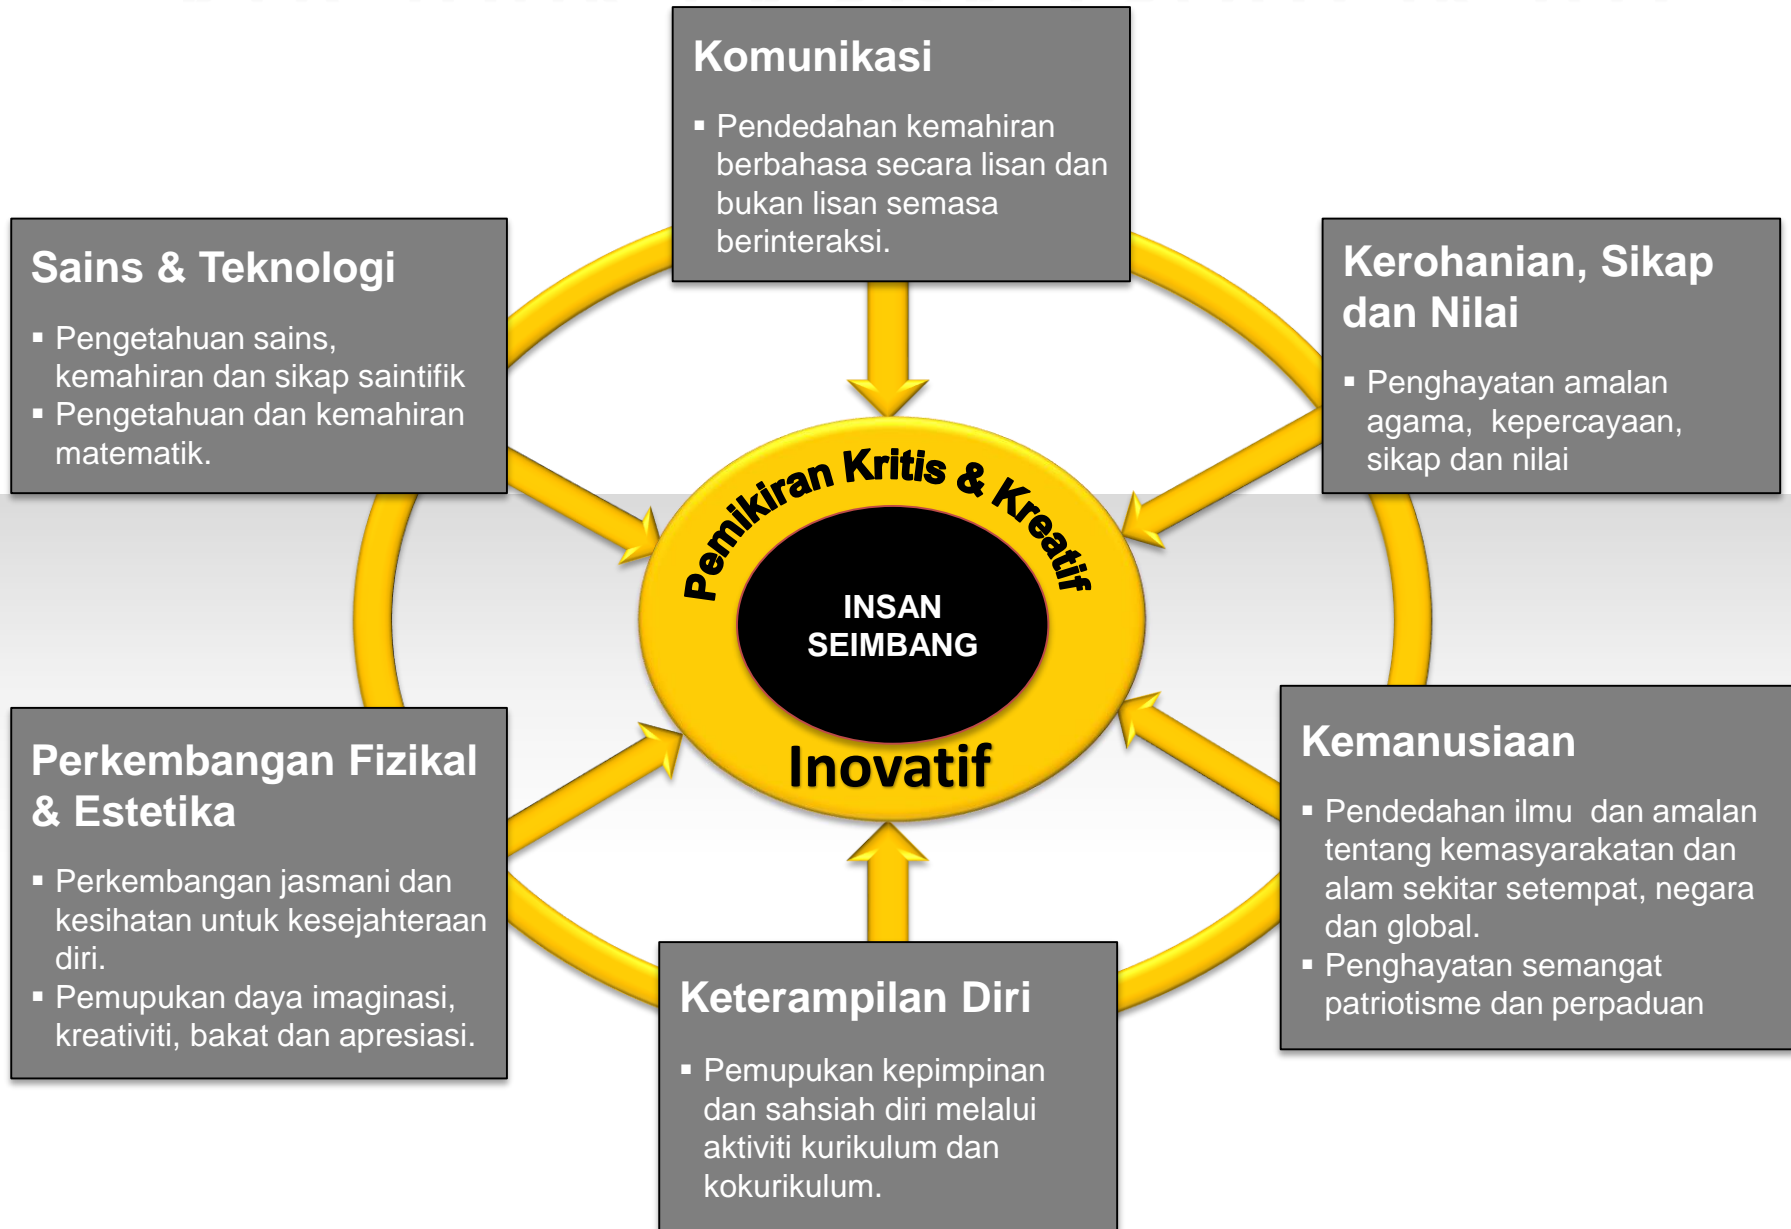 Komunikasi
▪ Pendedahan kemahiran
berbahasa secara lisan dan
bukan lisan semasa
berinteraksi.
Sains & Teknologi
▪ Pengetahuan sains,
kemahiran dan sikap saintifik
▪ Pengetahuan dan kemahiran
matematik.
Kerohanian, Sikap
dan Nilai
▪ Penghayatan amalan
agama, kepercayaan,
sikap dan nilai
Pemikiran Kritis & Kreatif
INSAN
SEIMBANG
Inovatif
Perkembangan Fizikal
& Estetika
▪ Perkembangan jasmani dan
kesihatan untuk kesejahteraan
diri.
▪ Pemupukan daya imaginasi,
kreativiti, bakat dan apresiasi.
Keterampilan Diri
▪ Pemupukan kepimpinan
dan sahsiah diri melalui
aktiviti kurikulum dan
kokurikulum.
Kemanusiaan
▪ Pendedahan ilmu dan amalan
tentang kemasyarakatan dan
alam sekitar setempat, negara
dan global.
▪ Penghayatan semangat
patriotisme dan perpaduan